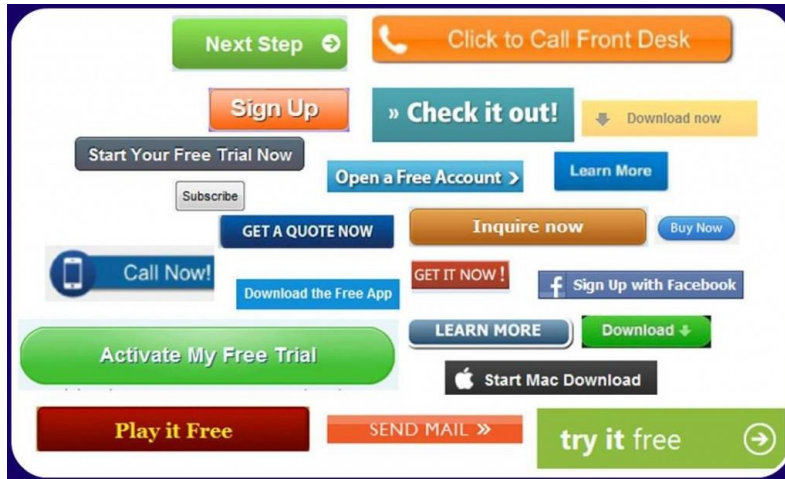 Next Step
Click to Call Front Desk
Sign Up
» Check it out!
Download now
Start Your Free Trial Now
Open a Free Account
Learn More
Subscribe
GET A QUOTE NOW
Inquire now
Buy Now
Call Now!
Download the Free App
GET IT NOW!
f Sign Up with Facebook
Activate My Free Trial
LEARN MORE
Download
Start Mac Download
Play it Free
SEND MAIL »
try it free